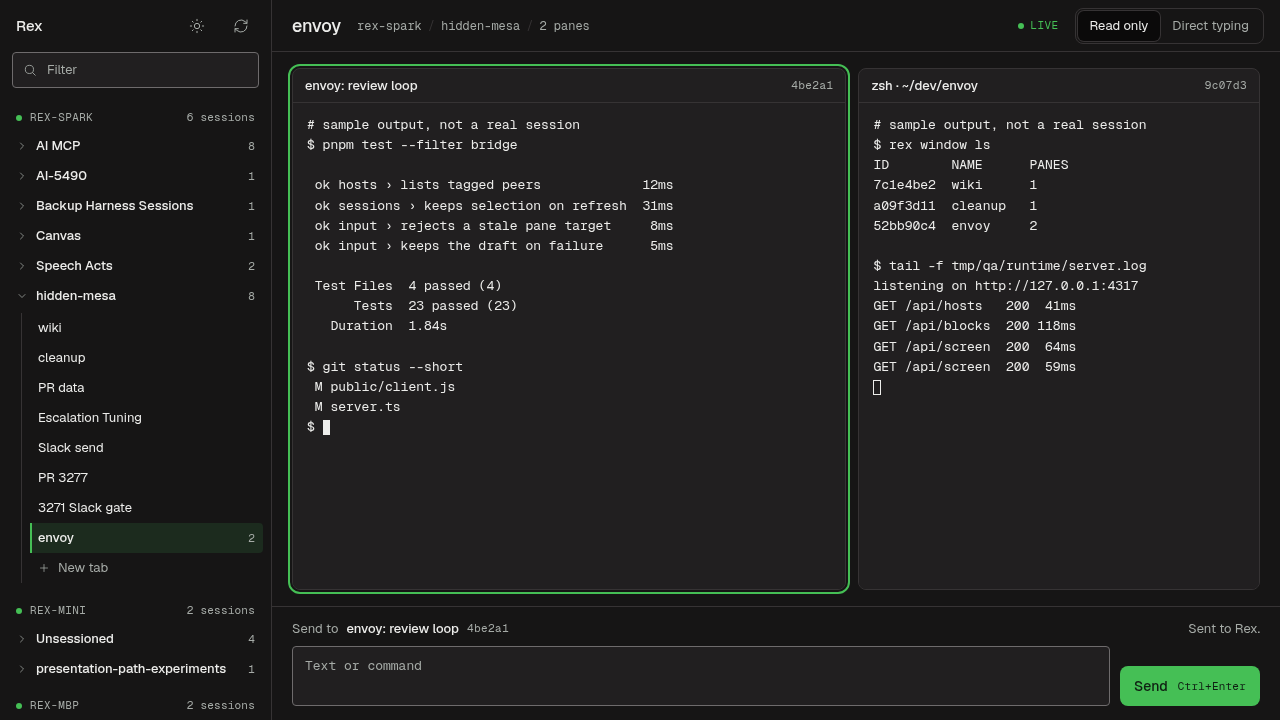 Rex
Filter
REX-SPARK 6 sessions
AI MCP 8
AI-5490 1
Backup Harness Sessions 1
Canvas 1
Speech Acts 2
hidden-mesa 8
wiki
cleanup
PR data
Escalation Tuning
Slack send
PR 3277
3271 Slack gate
envoy 2
+ New tab
REX-MINI 2 sessions
Unsessioned 4
presentation-path-experiments 1
REX-MBP 2 sessions
envoy rex-spark / hidden-mesa / 2 panes
LIVE Read only Direct typing
envoy: review loop 4be2a1
# sample output, not a real session
$ pnpm test --filter bridge
ok hosts › lists tagged peers 12ms
ok sessions › keeps selection on refresh 31ms
ok input › rejects a stale pane target 8ms
ok input › keeps the draft on failure 5ms
Test Files 4 passed (4)
Tests 23 passed (23)
Duration 1.84s
$ git status --short
M public/client.js
M server.ts
$
zsh · ~/dev/envoy 9c07d3
# sample output, not a real session
$ rex window ls
ID NAME PANES
7c1e4be2 wiki 1
a09f3d11 cleanup 1
52bb90c4 envoy 2
$ tail -f tmp/qa/runtime/server.log
listening on http://127.0.0.1:4317
GET /api/hosts 200 41ms
GET /api/blocks 200 118ms
GET /api/screen 200 64ms
GET /api/screen 200 59ms
Send to envoy: review loop 4be2a1 Sent to Rex.
Text or command
Send Ctrl+Enter